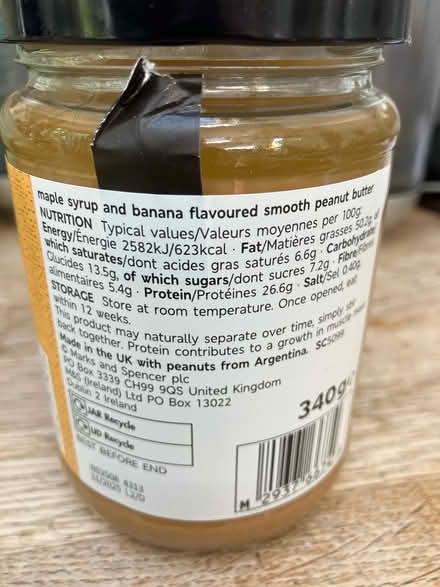 maple syrup and banana flavoured smooth peanut butter
NUTRITION Typical values/Valeurs moyennes per 100g:
Energy/Énergie 2582kJ/623kcal · Fat/Matières grasses 50.2g, of
which saturates/dont acides gras saturés 6.6g · Carbohydrate/
Glucides 13.5g, of which sugars/dont sucres 7.2g · Fibre/Fibres
alimentaires 5.4g · Protein/Protéines 26.6g · Salt/Sel 0.40g.
STORAGE Store at room temperature. Once opened, eat
within 12 weeks.
This product may naturally separate over time, simply stir
back together. Protein contributes to a growth in muscle mass.
Made in the UK with peanuts from Argentina. SC5099
© Marks and Spencer plc
PO Box 3339 CH99 9QS United Kingdom
M&S (Ireland) Ltd PO Box 13022
Dublin 2 Ireland
340g
JAR Recycle
LID Recycle
BEST BEFORE END
11/2025
M